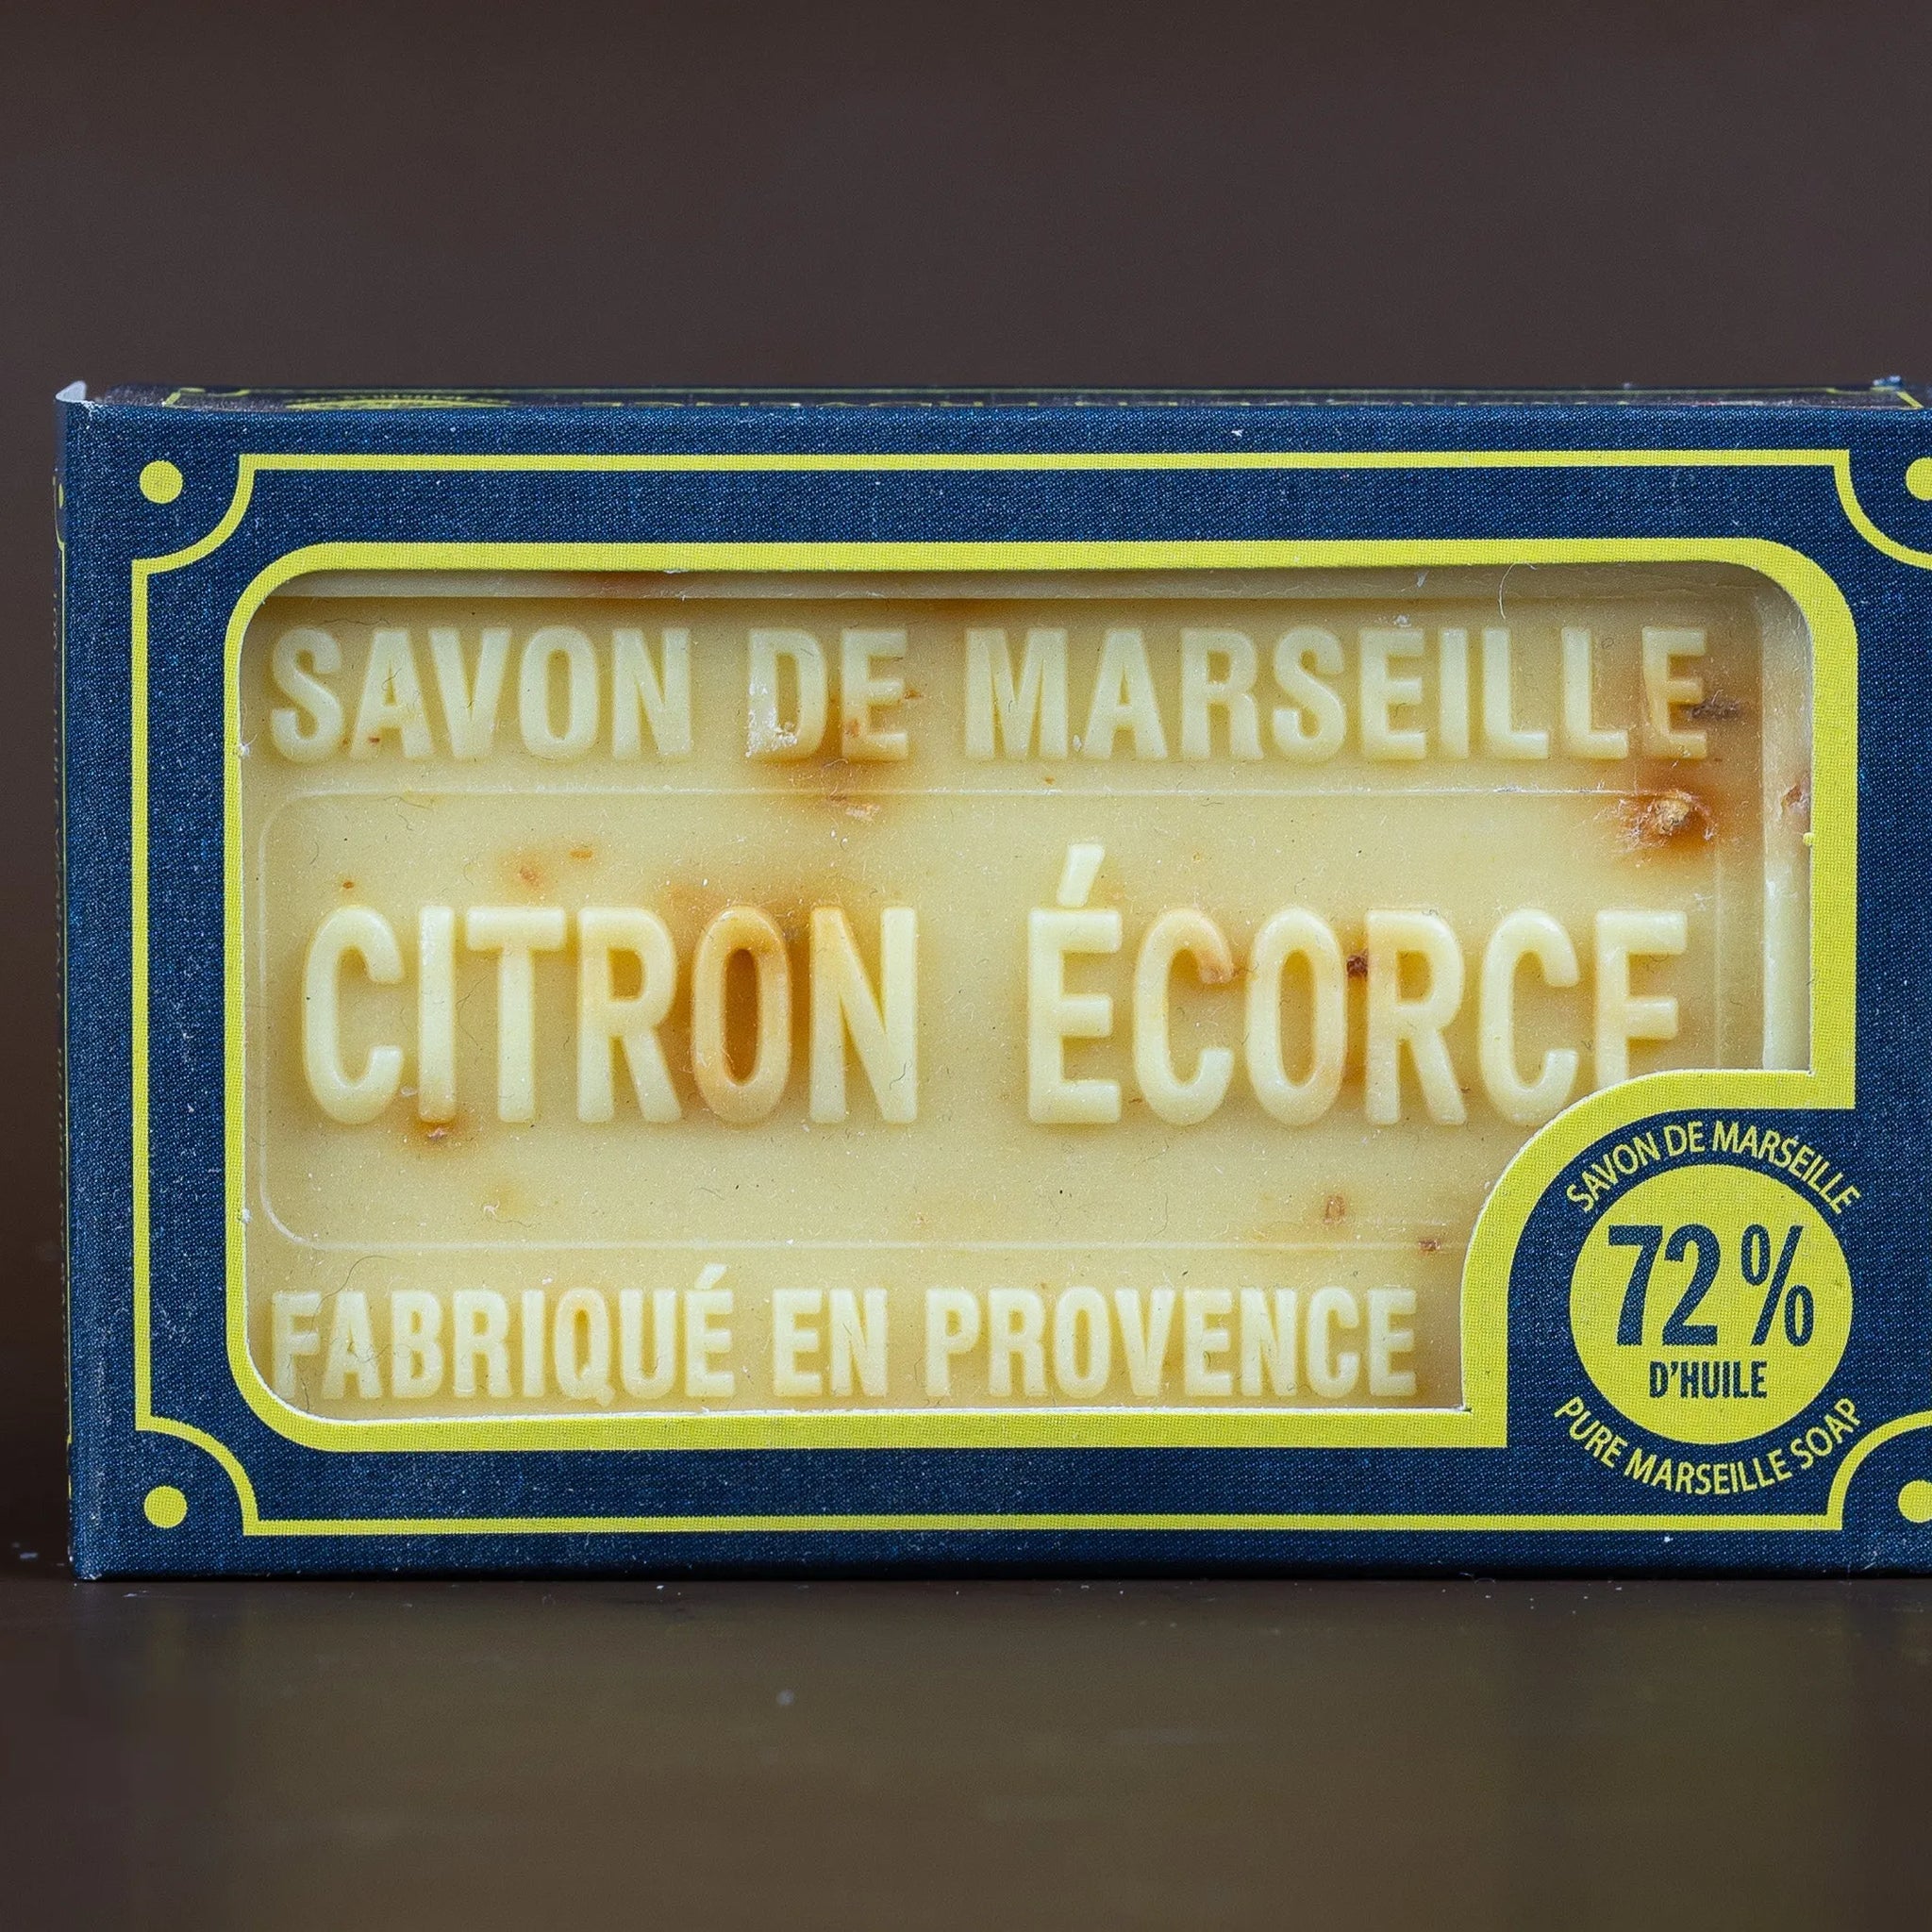 SAVON DE MARSEILLE
CITRON ÉCORCE
FABRIQUÉ EN PROVENCE
SAVON DE MARSEILLE
72 %
D'HUILE
PURE MARSEILLE SOAP